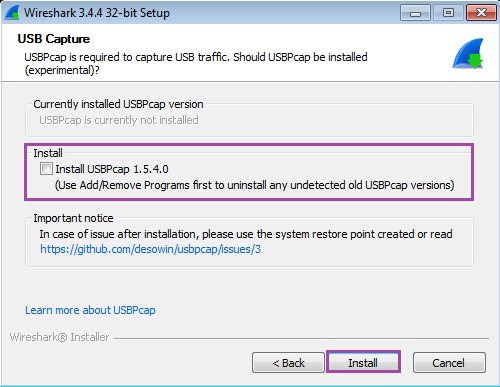 Wireshark 3.4.4 32-bit Setup
USB Capture
USBPcap is required to capture USB traffic. Should USBPcap be installed
(experimental)?
Currently installed USBPcap version
USBPcap is currently not installed
Install
Install USBPcap 1.5.4.0
(Use Add/Remove Programs first to uninstall any undetected old USBPcap versions)
Important notice
In case of issue after installation, please use the system restore point created or read
https://github.com/desowin/usbpcap/issues/3
Learn more about USBPcap
Wireshark® Installer
< Back Install Cancel